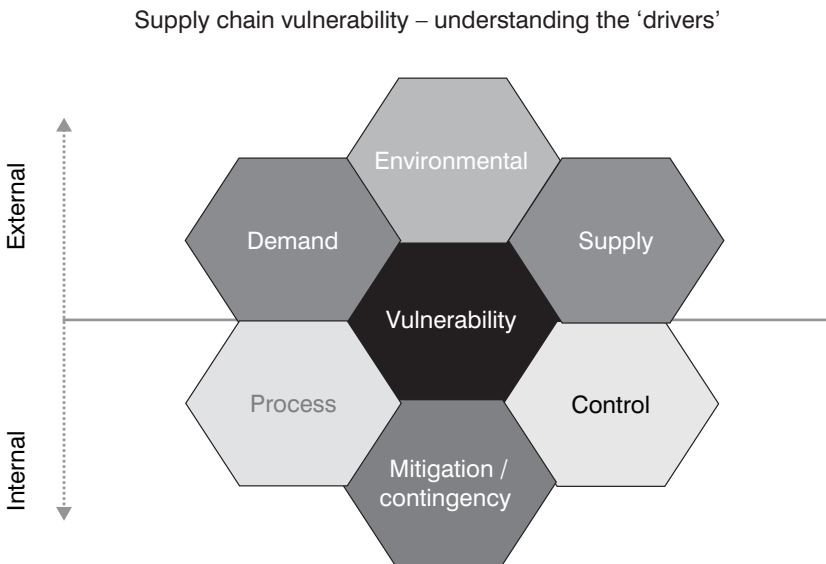 Supply chain vulnerability – understanding the ‘drivers’
External
Environmental
Demand
Supply
Vulnerability
Process
Control
Internal
Mitigation /
contingency